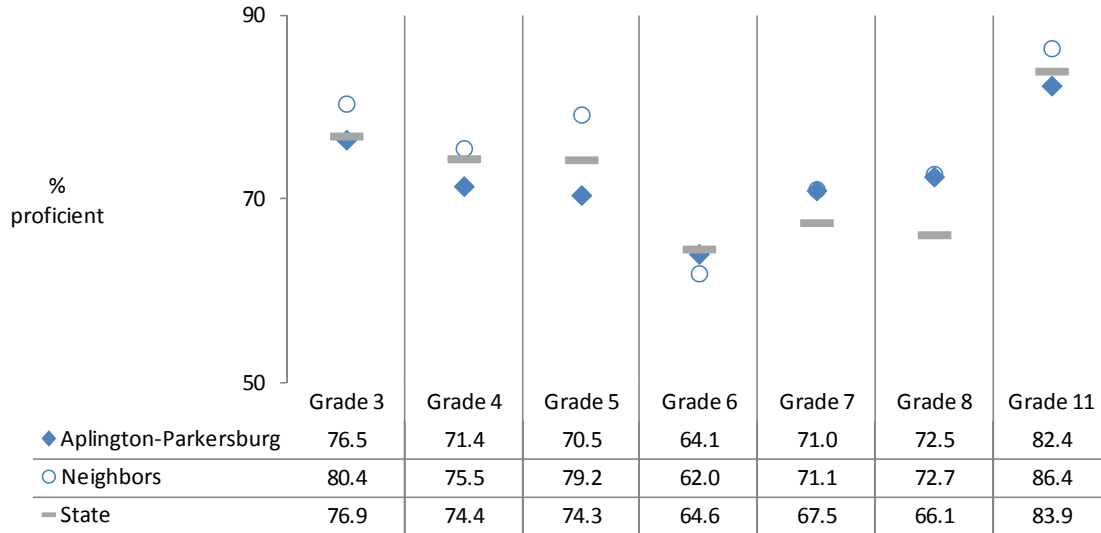 90
70
%
proficient
50
Grade 3 Grade 4 Grade 5 Grade 6 Grade 7 Grade 8 Grade 11
Aplington-Parkersburg 76.5 71.4 70.5 64.1 71.0 72.5 82.4
Neighbors 80.4 75.5 79.2 62.0 71.1 72.7 86.4
State 76.9 74.4 74.3 64.6 67.5 66.1 83.9